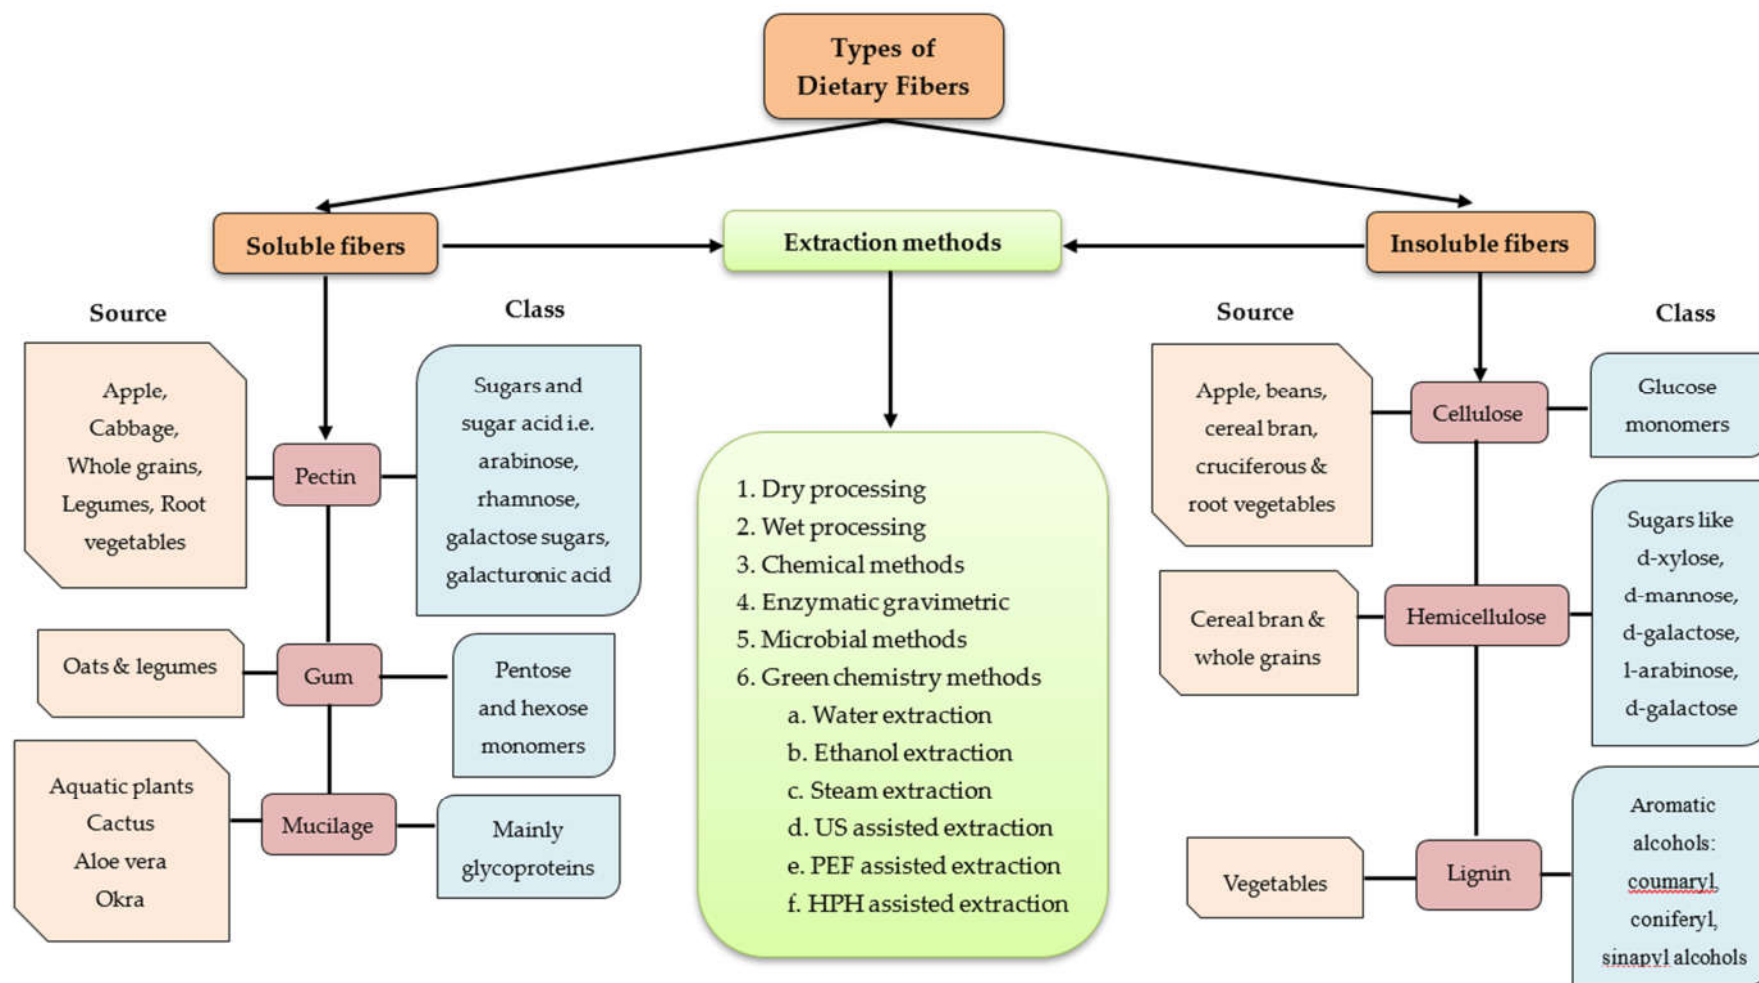 Types of
Dietary Fibers
Soluble fibers
Extraction methods
Insoluble fibers
Source
Class
Apple,
Cabbage,
Whole grains,
Legumes, Root
vegetables
Pectin
Sugars and
sugar acid i.e.
arabinose,
rhamnose,
galactose sugars,
galacturonic acid
Oats & legumes
Gum
Pentose
and hexose
monomers
Aquatic plants
Cactus
Aloe vera
Okra
Mucilage
Mainly
glycoproteins
1. Dry processing
2. Wet processing
3. Chemical methods
4. Enzymatic gravimetric
5. Microbial methods
6. Green chemistry methods
a. Water extraction
b. Ethanol extraction
c. Steam extraction
d. US assisted extraction
e. PEF assisted extraction
f. HPH assisted extraction
Source
Class
Apple, beans,
cereal bran,
cruciferous &
root vegetables
Cellulose
Glucose
monomers
Cereal bran &
whole grains
Hemicellulose
Sugars like
d-xylose,
d-mannose,
d-galactose,
l-arabinose,
d-galactose
Vegetables
Lignin
Aromatic
alcohols:
coumaryl,
coniferyl,
sinapyl alcohols